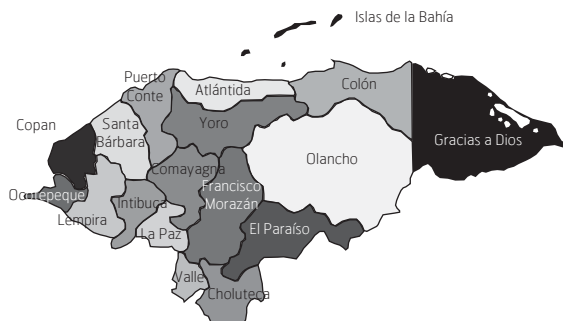 Islas de la Bahía
Puerto
Conte
Atlántida
Colón
Copan
Santa
Bárbara
Yoro
Gracias a Dios
Olancho
Comayagna
Francisco
Morazán
Ocotepeque
Intibuca
Lempira
La Paz
El Paraíso
Valle
Choluteca